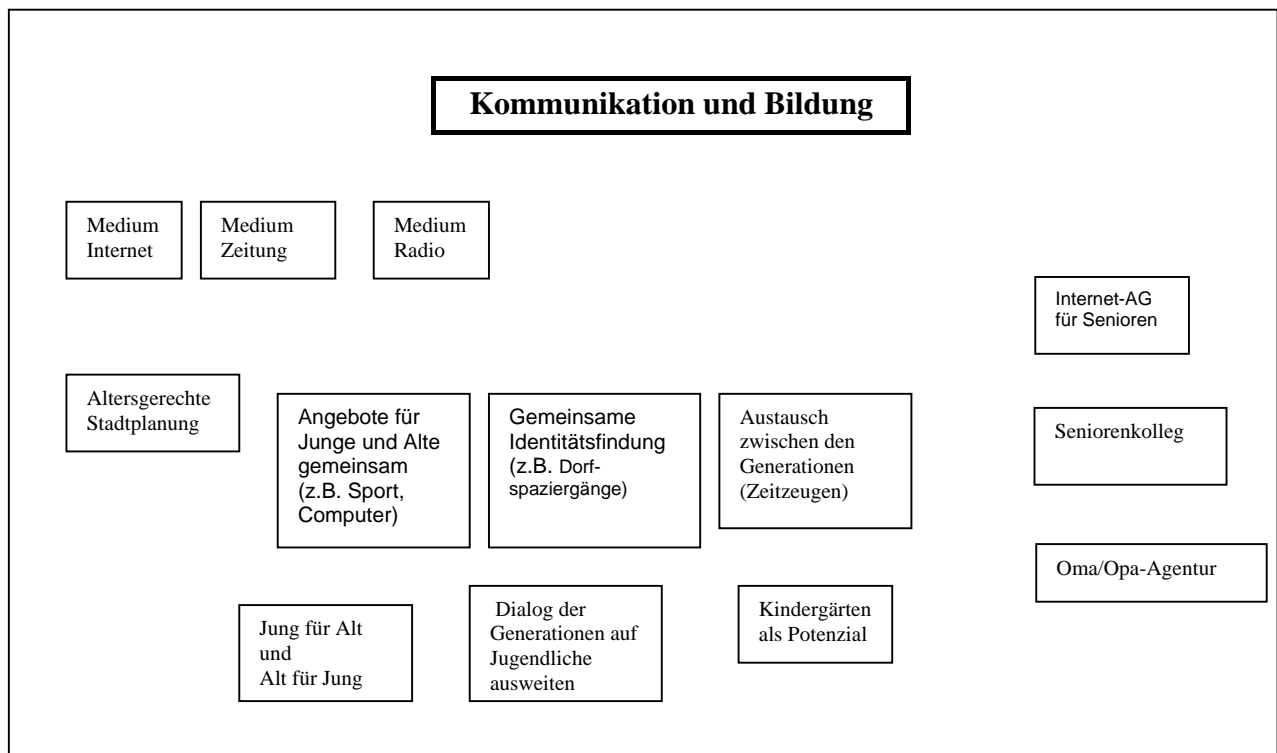 Kommunikation und Bildung
Medium
Internet
Medium
Zeitung
Medium
Radio
Internet-AG
für Senioren
Altersgerechte
Stadtplanung
Angebote für
Junge und Alte
gemeinsam
(z.B. Sport,
Computer)
Gemeinsame
Identitätsfindung
(z.B. Dorf-
spaziergänge)
Austausch
zwischen den
Generationen
(Zeitzeugen)
Seniorenkolleg
Oma/Opa-Agentur
Jung für Alt
und
Alt für Jung
Dialog der
Generationen auf
Jugendliche
ausweiten
Kindergärten
als Potenzial